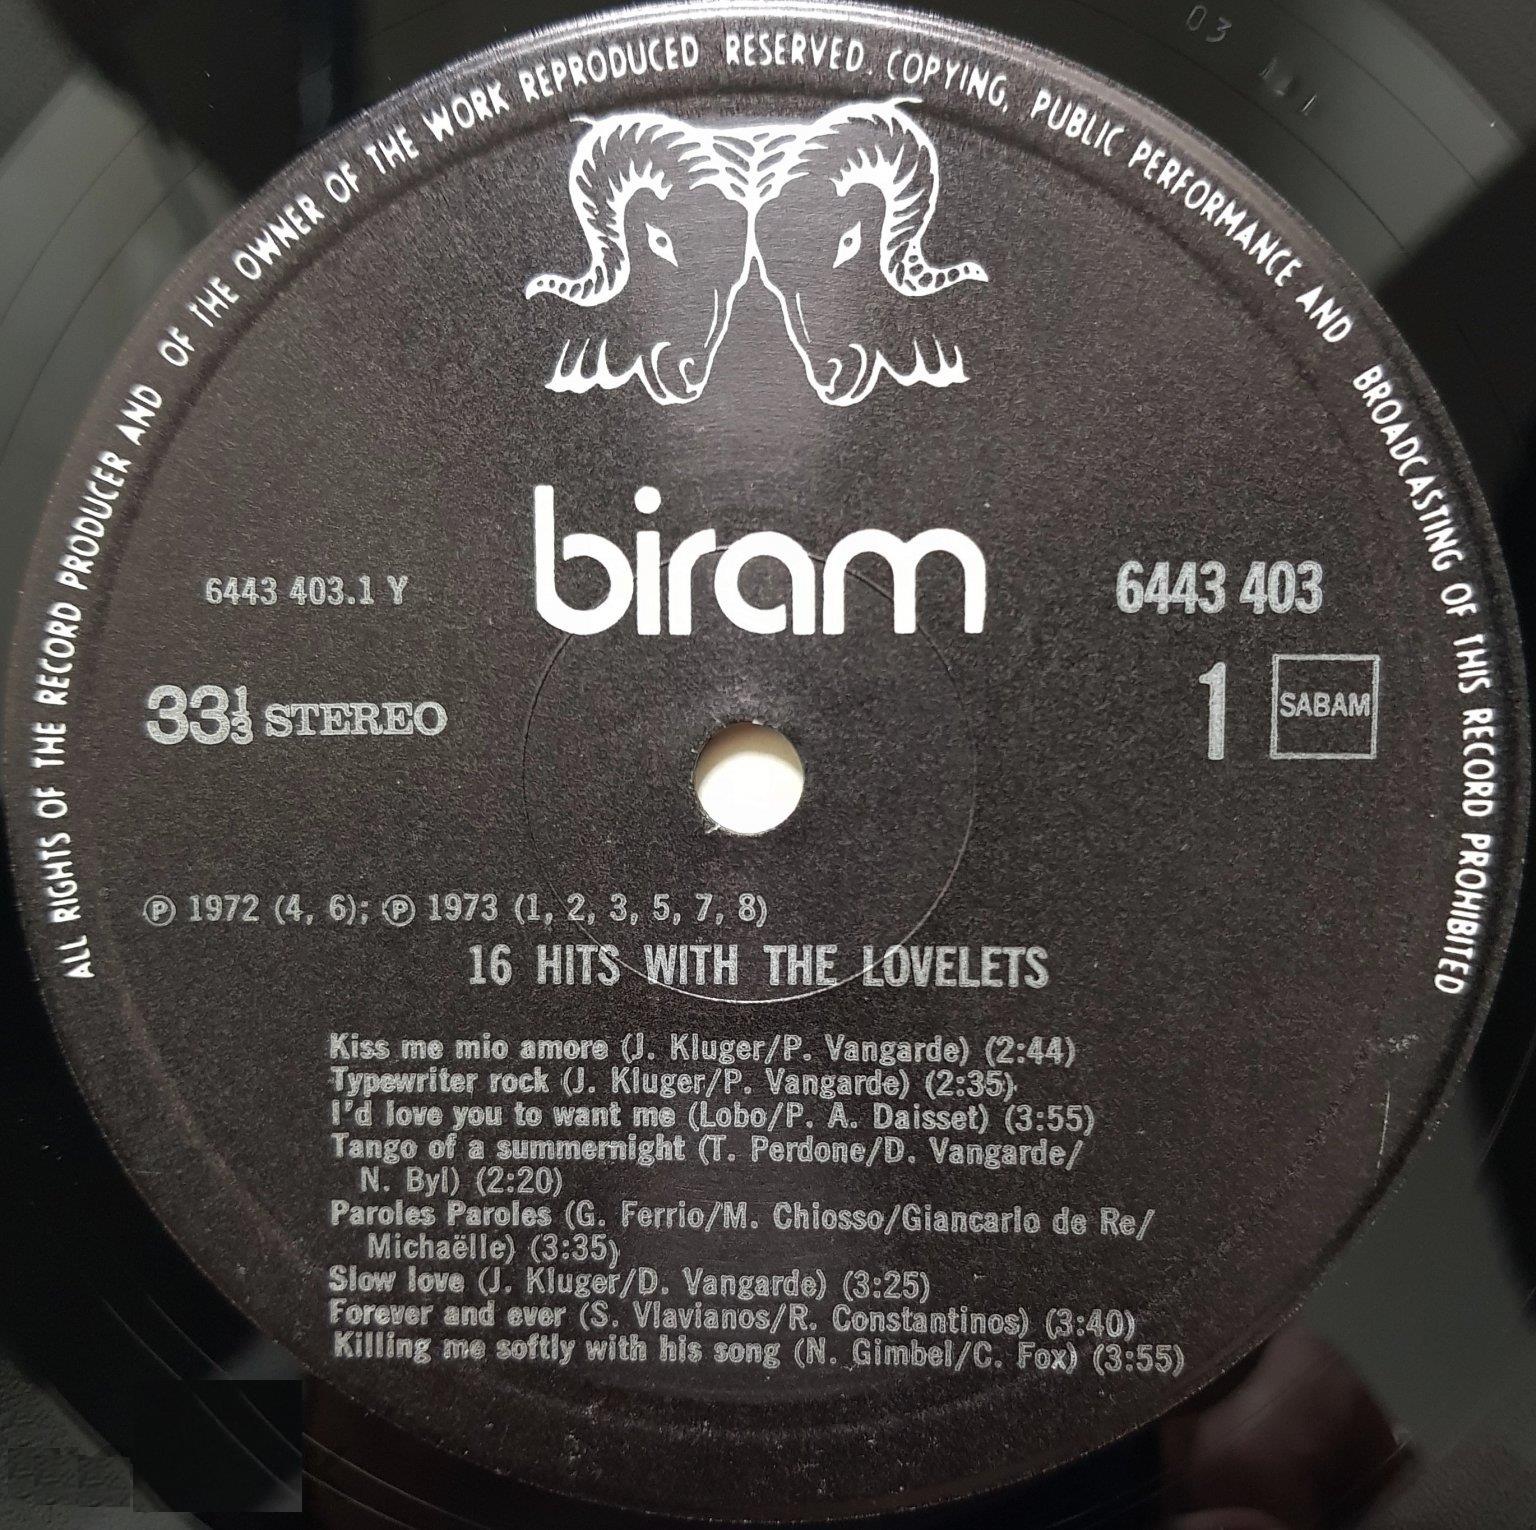 ALL RIGHTS OF THE RECORD PRODUCER AND OF THE OWNER OF THE WORK REPRODUCED RESERVED. COPYING, PUBLIC PERFORMANCE AND BROADCASTING OF THIS RECORD PROHIBITED
03
biram
6443 403.1 Y
6443 403
33⅓ STEREO
1 SABAM
Ⓟ 1972 (4, 6); Ⓟ 1973 (1, 2, 3, 5, 7, 8)
16 HITS WITH THE LOVELETS
Kiss me mio amore (J. Kluger/P. Vangarde) (2:44)
Typewriter rock (J. Kluger/P. Vangarde) (2:35)
I'd love you to want me (Lobo/P. A. Daisset) (3:55)
Tango of a summernight (T. Perdone/D. Vangarde/
N. Byl) (2:20)
Paroles Paroles (G. Ferrio/M. Chiosso/Giancarlo de Re/
Michaëlle) (3:35)
Slow love (J. Kluger/D. Vangarde) (3:25)
Forever and ever (S. Vlavianos/R. Constantinos) (3:40)
Killing me softly with his song (N. Gimbel/C. Fox) (3:55)